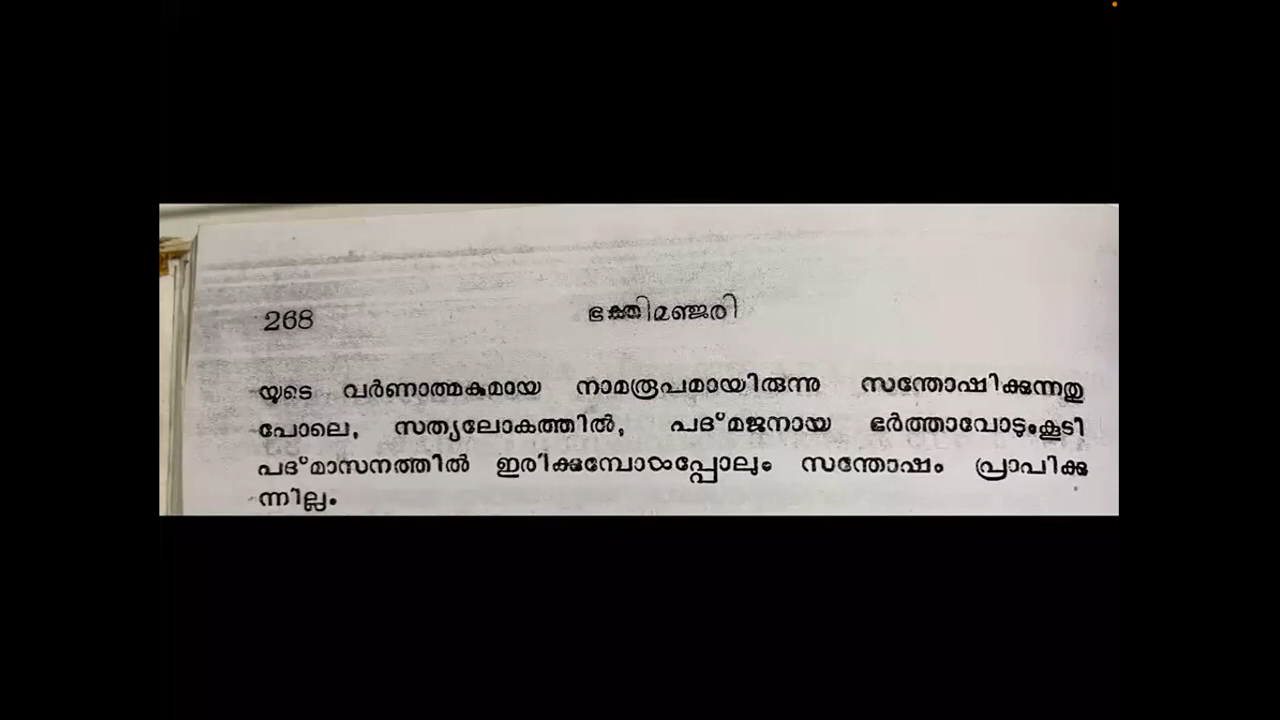 268 ഭക്തിമഞ്ജരി
യുടെ വർണാത്മകമായ നാമരൂപമായിരുന്നു സന്തോഷിക്കുന്നതു
പോലെ, സത്യലോകത്തിൽ, പദ്മജനായ ഭർത്താവോടുംകൂടി
പദ്മാസനത്തിൽ ഇരിക്കുമ്പോൾപ്പോലും സന്തോഷം പ്രാപിക്കു
ന്നില്ല.